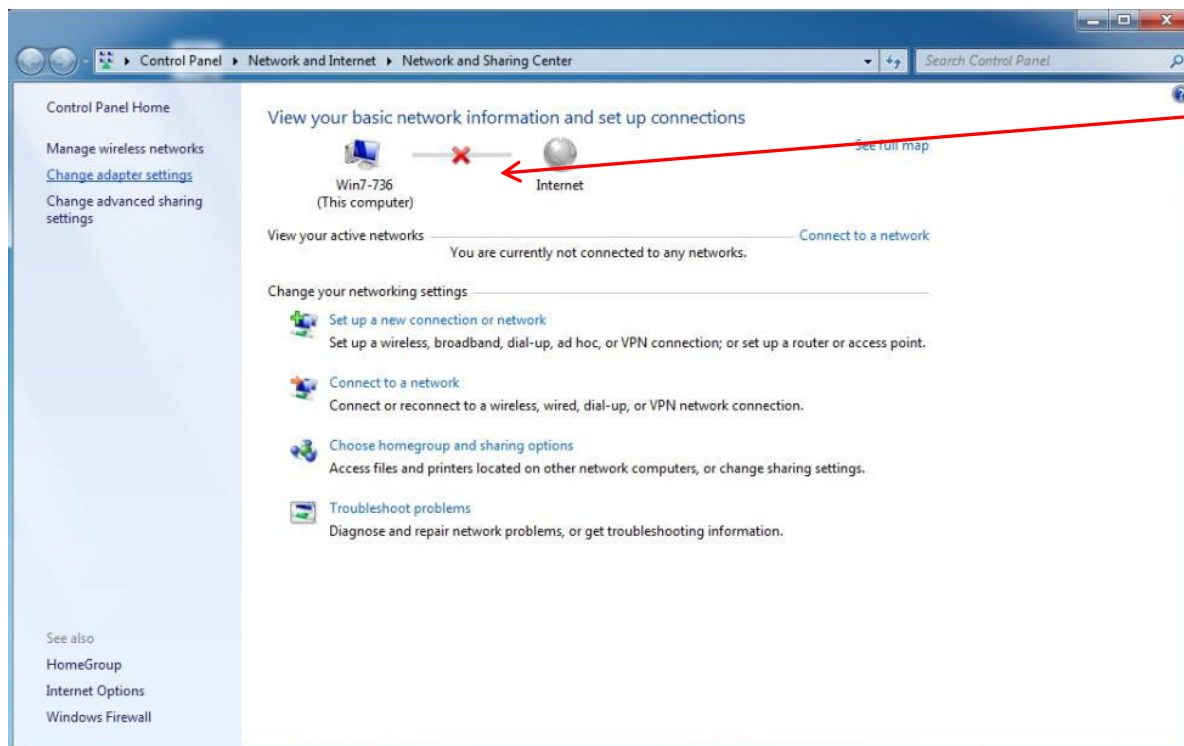 Control Panel ▸ Network and Internet ▸ Network and Sharing Center
Search Control Panel
Control Panel Home
Manage wireless networks
Change adapter settings
Change advanced sharing
settings
See also
HomeGroup
Internet Options
Windows Firewall
View your basic network information and set up connections
See full map
Win7-736
(This computer)
Internet
View your active networks
Connect to a network
You are currently not connected to any networks.
Change your networking settings
Set up a new connection or network
Set up a wireless, broadband, dial-up, ad hoc, or VPN connection; or set up a router or access point.
Connect to a network
Connect or reconnect to a wireless, wired, dial-up, or VPN network connection.
Choose homegroup and sharing options
Access files and printers located on other network computers, or change sharing settings.
Troubleshoot problems
Diagnose and repair network problems, or get troubleshooting information.